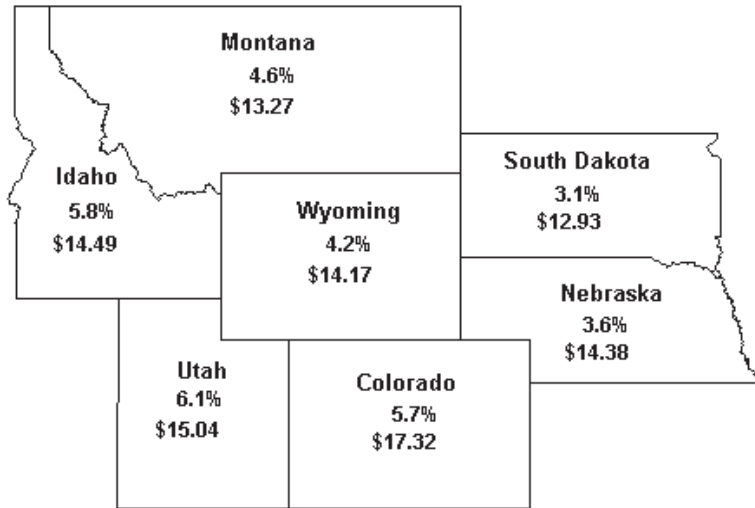 Montana
4.6%
$13.27
South Dakota
3.1%
$12.93
Idaho
5.8%
$14.49
Wyoming
4.2%
$14.17
Nebraska
3.6%
$14.38
Utah
6.1%
$15.04
Colorado
5.7%
$17.32